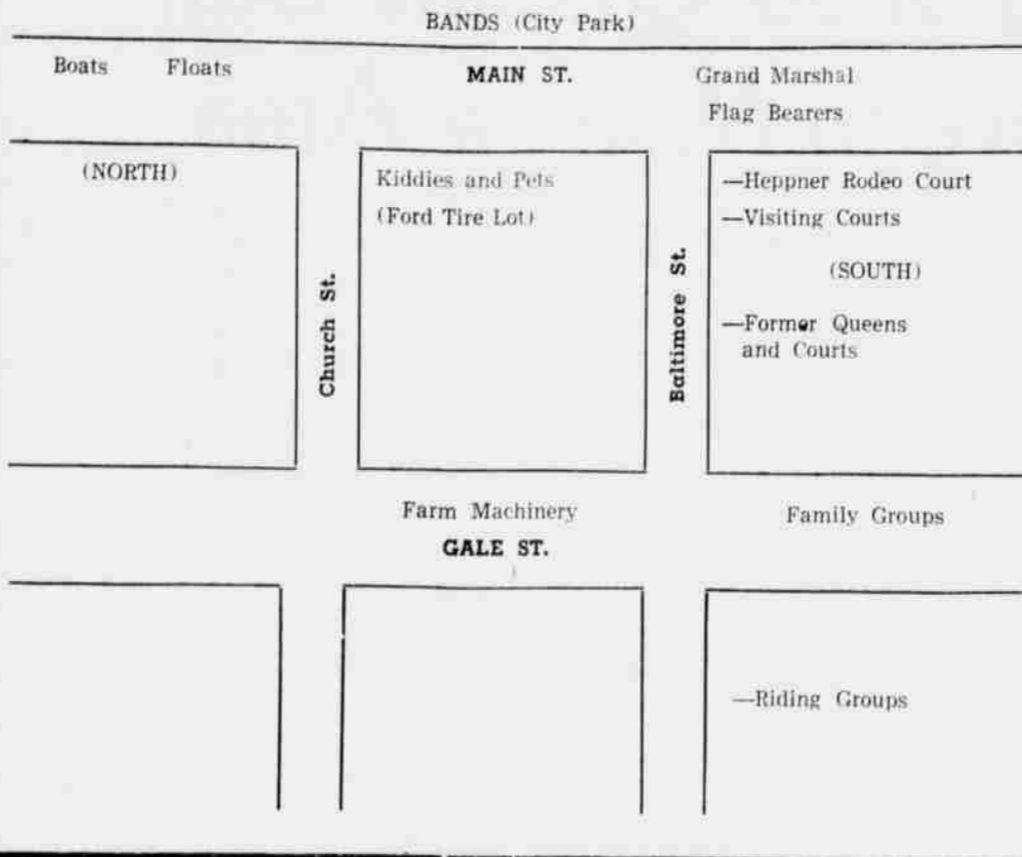 BANDS (City Park)
Boats Floats
MAIN ST.
Grand Marshal
Flag Bearers
(NORTH)
Kiddies and Pets
(Ford Tire Lot)
—Heppner Rodeo Court
—Visiting Courts
(SOUTH)
—Former Queens
and Courts
Church St.
Baltimore St.
Farm Machinery
Family Groups
GALE ST.
—Riding Groups